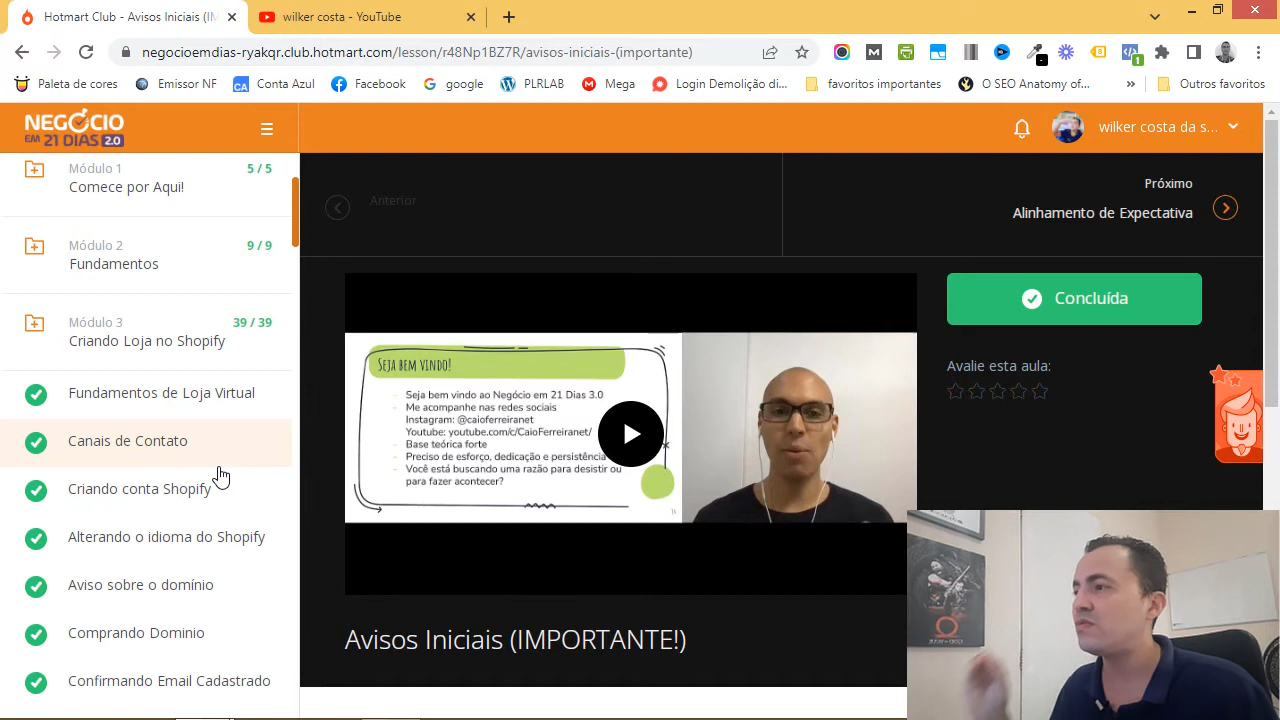 Hotmart Club - Avisos Iniciais (IM
wilker costa - YouTube
negocioemdias-ryakgr.club.hotmart.com/lesson/r48Np1BZ7R/avisos-iniciais-(importante)
Paleta de cores
Emissor NF
CA
Conta Azul
Facebook
google
PLRLAB
Mega
Login Demolição di...
favoritos importantes
O SEO Anatomy of...
Outros favoritos
NEGÓCIO
EM 21 DIAS 2.0
wilker costa da s...
Módulo 1
5 / 5
Comece por Aqui!
Módulo 2
9 / 9
Fundamentos
Módulo 3
39 / 39
Criando Loja no Shopify
Fundamentos de Loja Virtual
Canais de Contato
Criando conta Shopify
Alterando o idioma do Shopify
Aviso sobre o domínio
Comprando Dominio
Confirmando Email Cadastrado
Anterior
Próximo
Alinhamento de Expectativa
SEJA BEM VINDO!
Seja bem vindo ao Negócio em 21 Dias 3.0
Me acompanhe nas redes sociais
Instagram: @caioferreiranet
Youtube: youtube.com/c/CaioFerreiranet/
Base teórica forte
Preciso de esforço, dedicação e persistência
Você está buscando uma razão para desistir ou
para fazer acontecer?
Concluída
Avalie esta aula:
Avisos Iniciais (IMPORTANTE!)